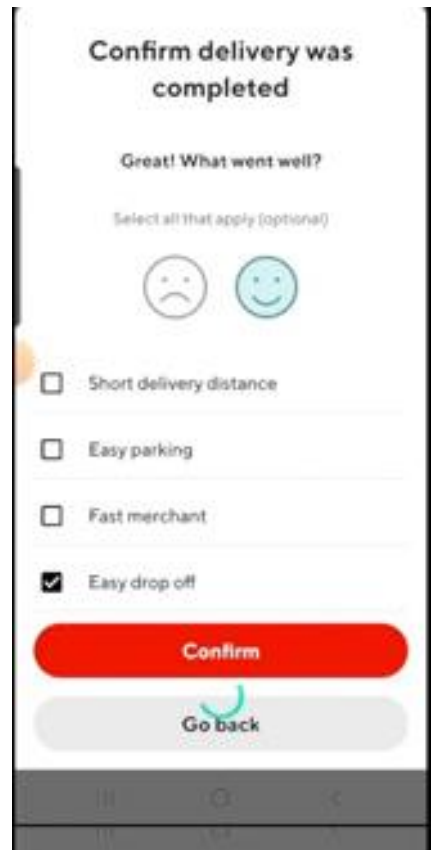 Confirm delivery was
completed
Great! What went well?
Select all that apply (optional)
Short delivery distance
Easy parking
Fast merchant
Easy drop off
Confirm
Go back